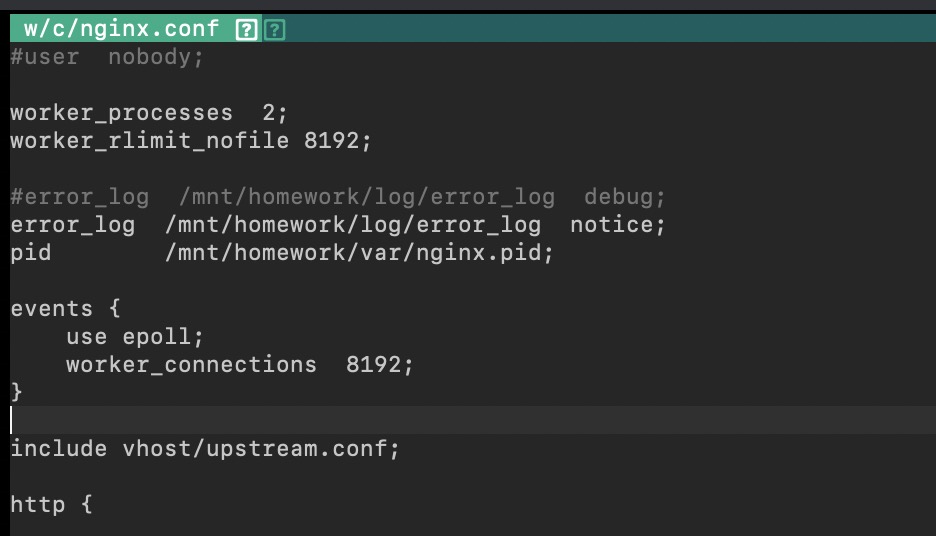 w/c/nginx.conf
#user  nobody;
worker_processes  2;
worker_rlimit_nofile 8192;
#error_log  /mnt/homework/log/error_log  debug;
error_log  /mnt/homework/log/error_log  notice;
pid        /mnt/homework/var/nginx.pid;
events {
    use epoll;
    worker_connections  8192;
}
include vhost/upstream.conf;
http {